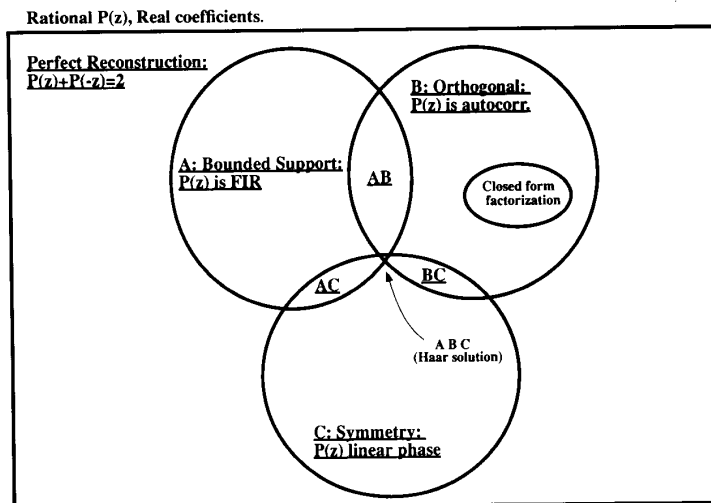 Rational P(z), Real coefficients.
Perfect Reconstruction:
P(z)+P(-z)=2
B: Orthogonal:
P(z) is autocorr.
A: Bounded Support:
P(z) is FIR
AB
Closed form
factorization
AC
BC
A B C
(Haar solution)
C: Symmetry:
P(z) linear phase